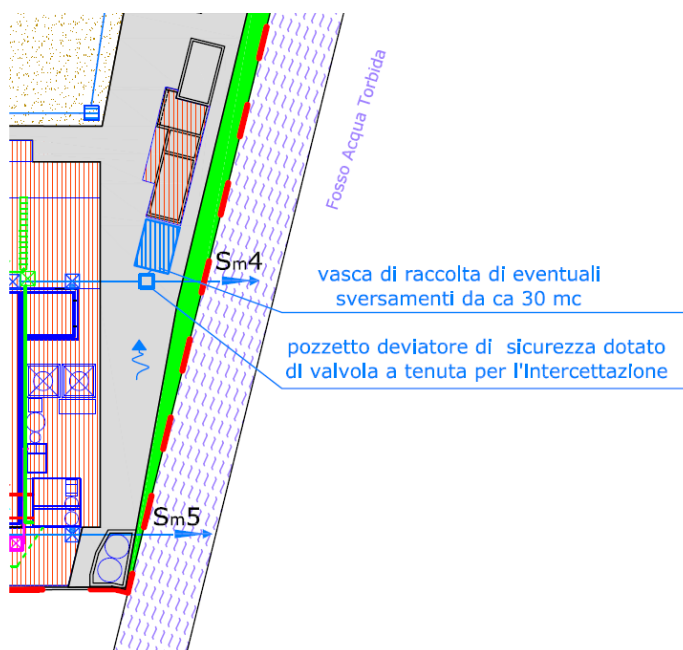 Fosso Acqua Torbida
Sm4
vasca di raccolta di eventuali
sversamenti da ca 30 mc
pozzetto deviatore di sicurezza dotato
di valvola a tenuta per l'Intercettazione
Sm5